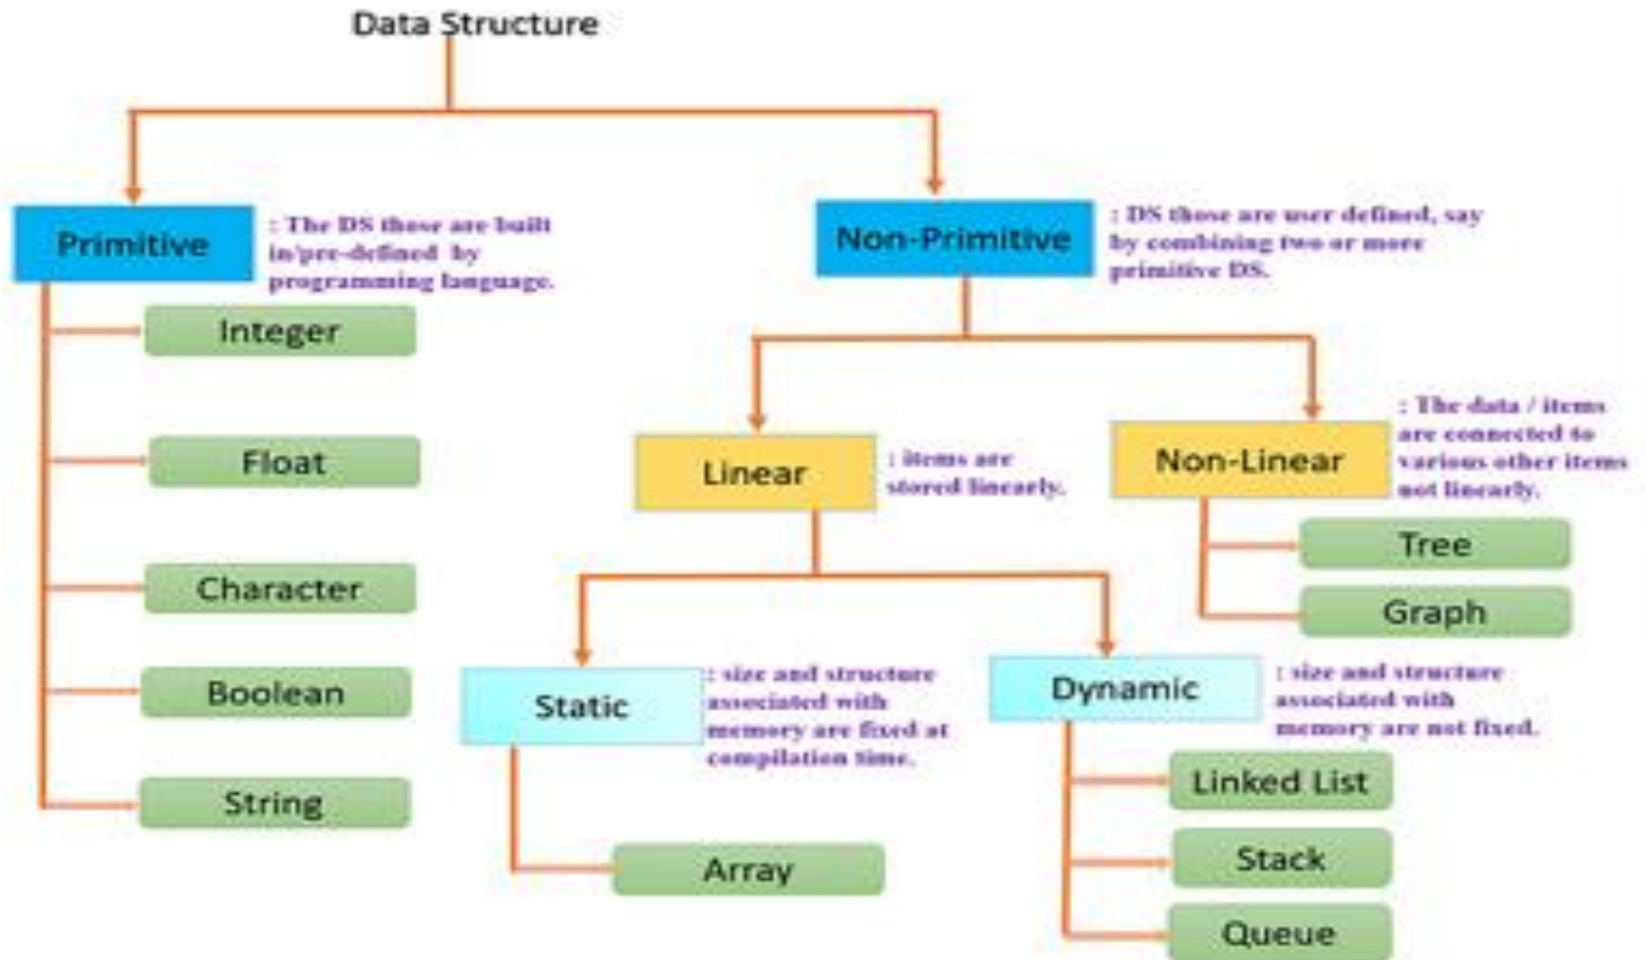 Data Structure
Primitive
: The DS those are built
in/pre-defined by
programming language.
Non-Primitive
: DS those are user defined, say
by combining two or more
primitive DS.
Integer
Float
Character
Boolean
String
Linear
: items are
stored linearly.
Non-Linear
: The data / items
are connected to
various other items
not linearly.
Tree
Graph
Static
: size and structure
associated with
memory are fixed at
compilation time.
Array
Dynamic
: size and structure
associated with
memory are not fixed.
Linked List
Stack
Queue